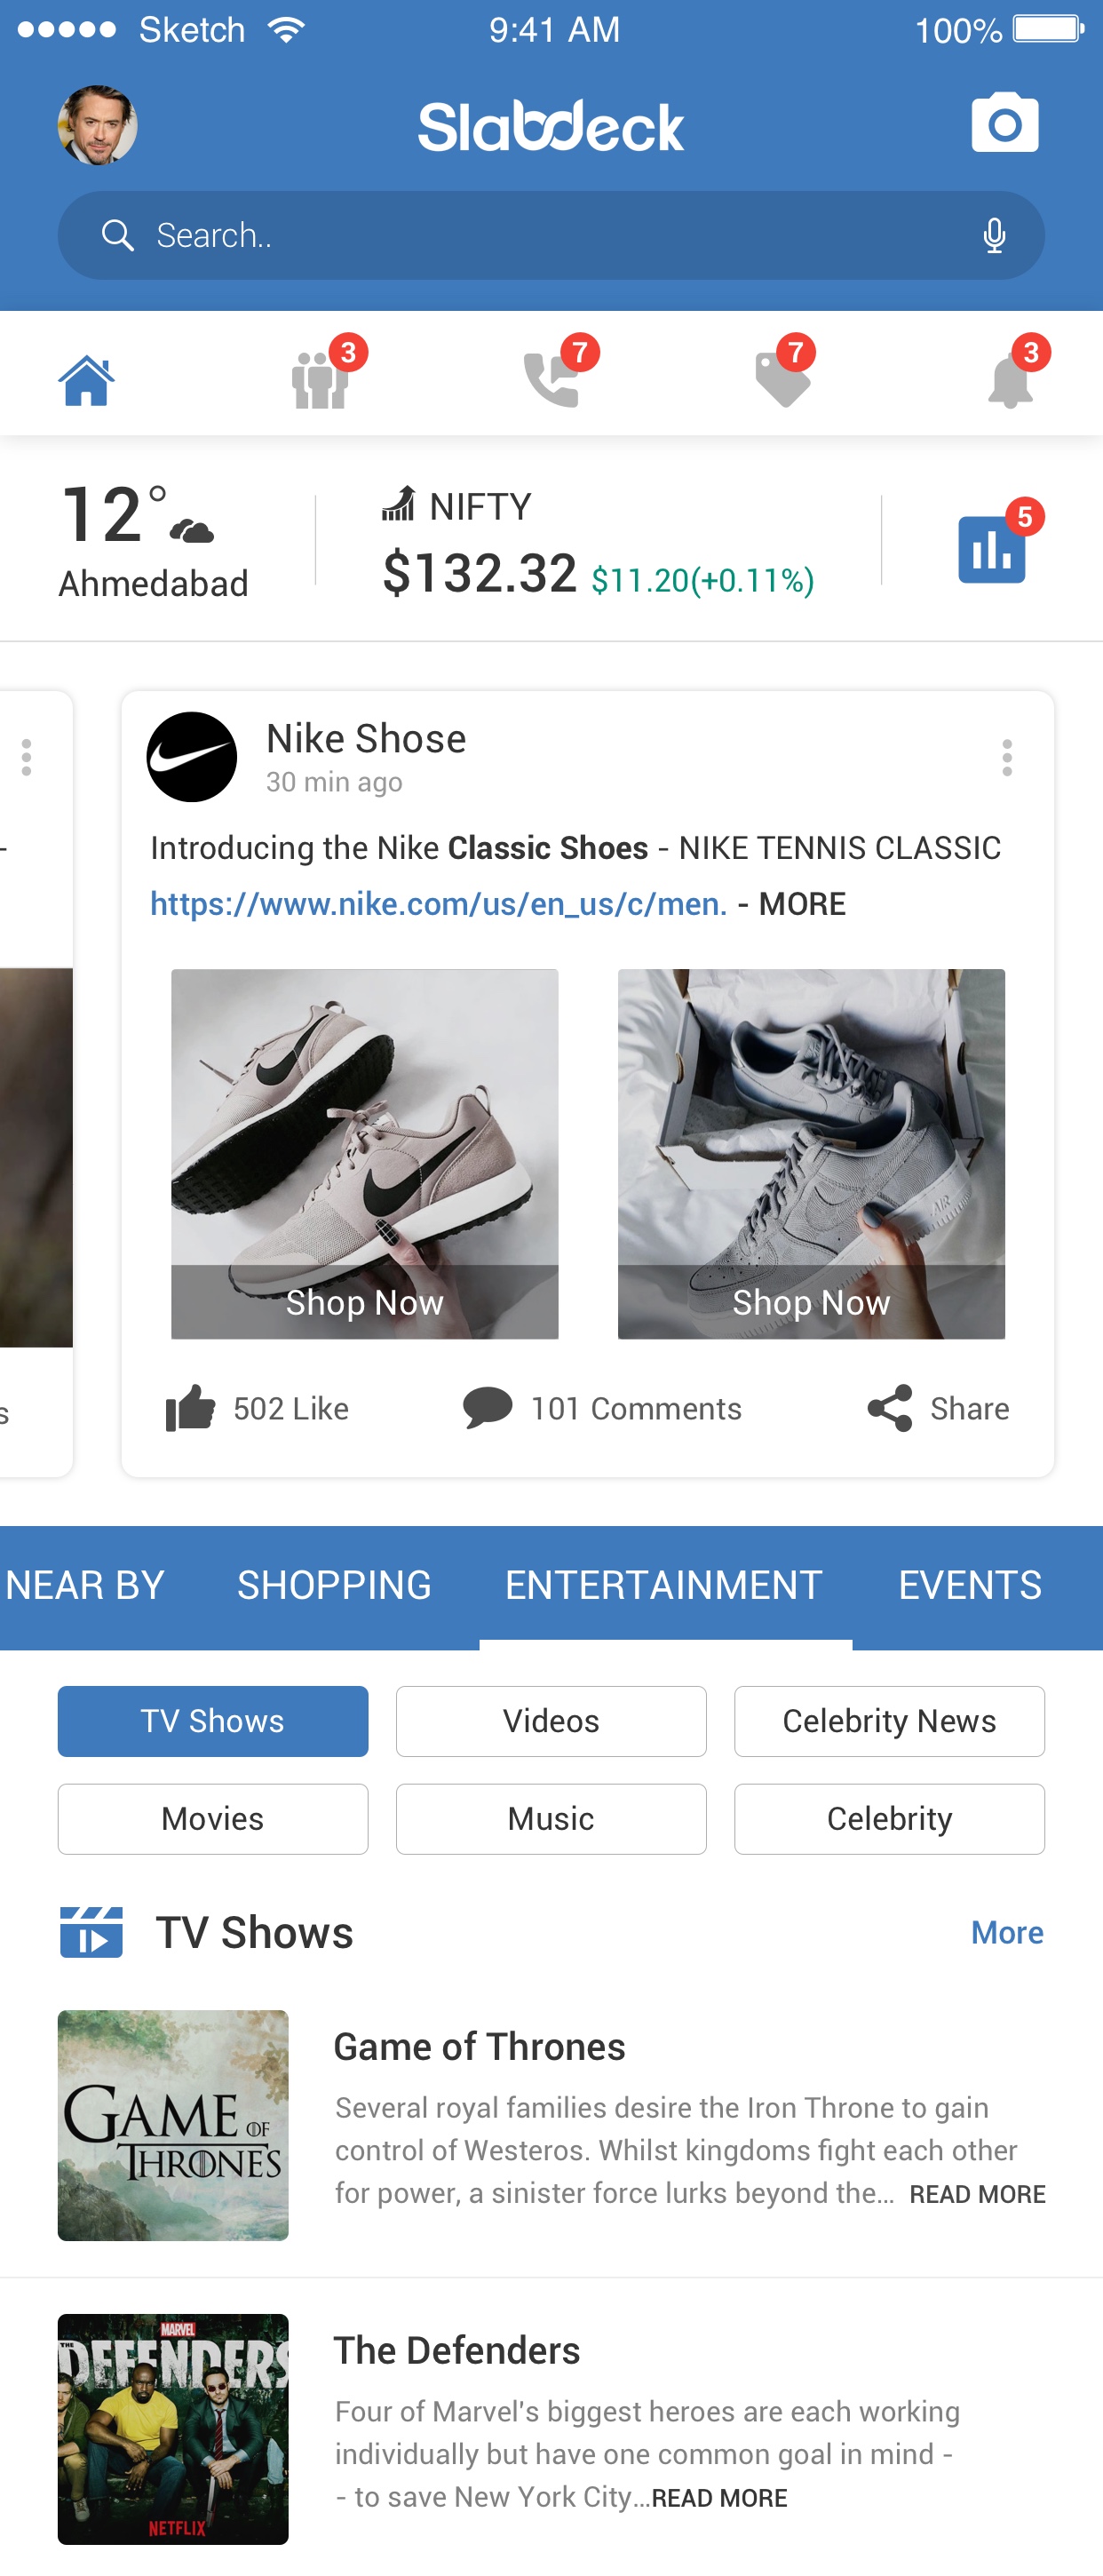 Sketch 9:41 AM 100%
Slabdeck
Search..
3 7 7 3
12° NIFTY 5
Ahmedabad $132.32 $11.20(+0.11%)
Nike Shose
30 min ago
-
Introducing the Nike Classic Shoes - NIKE TENNIS CLASSIC
https://www.nike.com/us/en_us/c/men. - MORE
AIR
Shop Now Shop Now
s
502 Like 101 Comments Share
NEAR BY SHOPPING ENTERTAINMENT EVENTS
TV Shows Videos Celebrity News
Movies Music Celebrity
TV Shows More
GAME OF
THRONES
Game of Thrones
Several royal families desire the Iron Throne to gain
control of Westeros. Whilst kingdoms fight each other
for power, a sinister force lurks beyond the... READ MORE
MARVEL
THE
DEFENDERS
NETFLIX
The Defenders
Four of Marvel's biggest heroes are each working
individually but have one common goal in mind -
- to save New York City...READ MORE